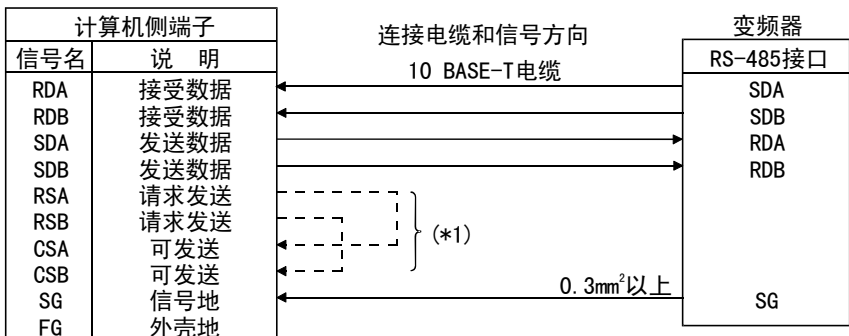 计算机侧端子 连接电缆和信号方向 变频器
信号名 说 明 10 BASE-T电缆 RS-485接口
RDA 接受数据 SDA
RDB 接受数据 SDB
SDA 发送数据 RDA
SDB 发送数据 RDB
RSA 请求发送
RSB 请求发送 (*1)
CSA 可发送
CSB 可发送 0.3mm²以上
SG 信号地 SG
FG 外壳地